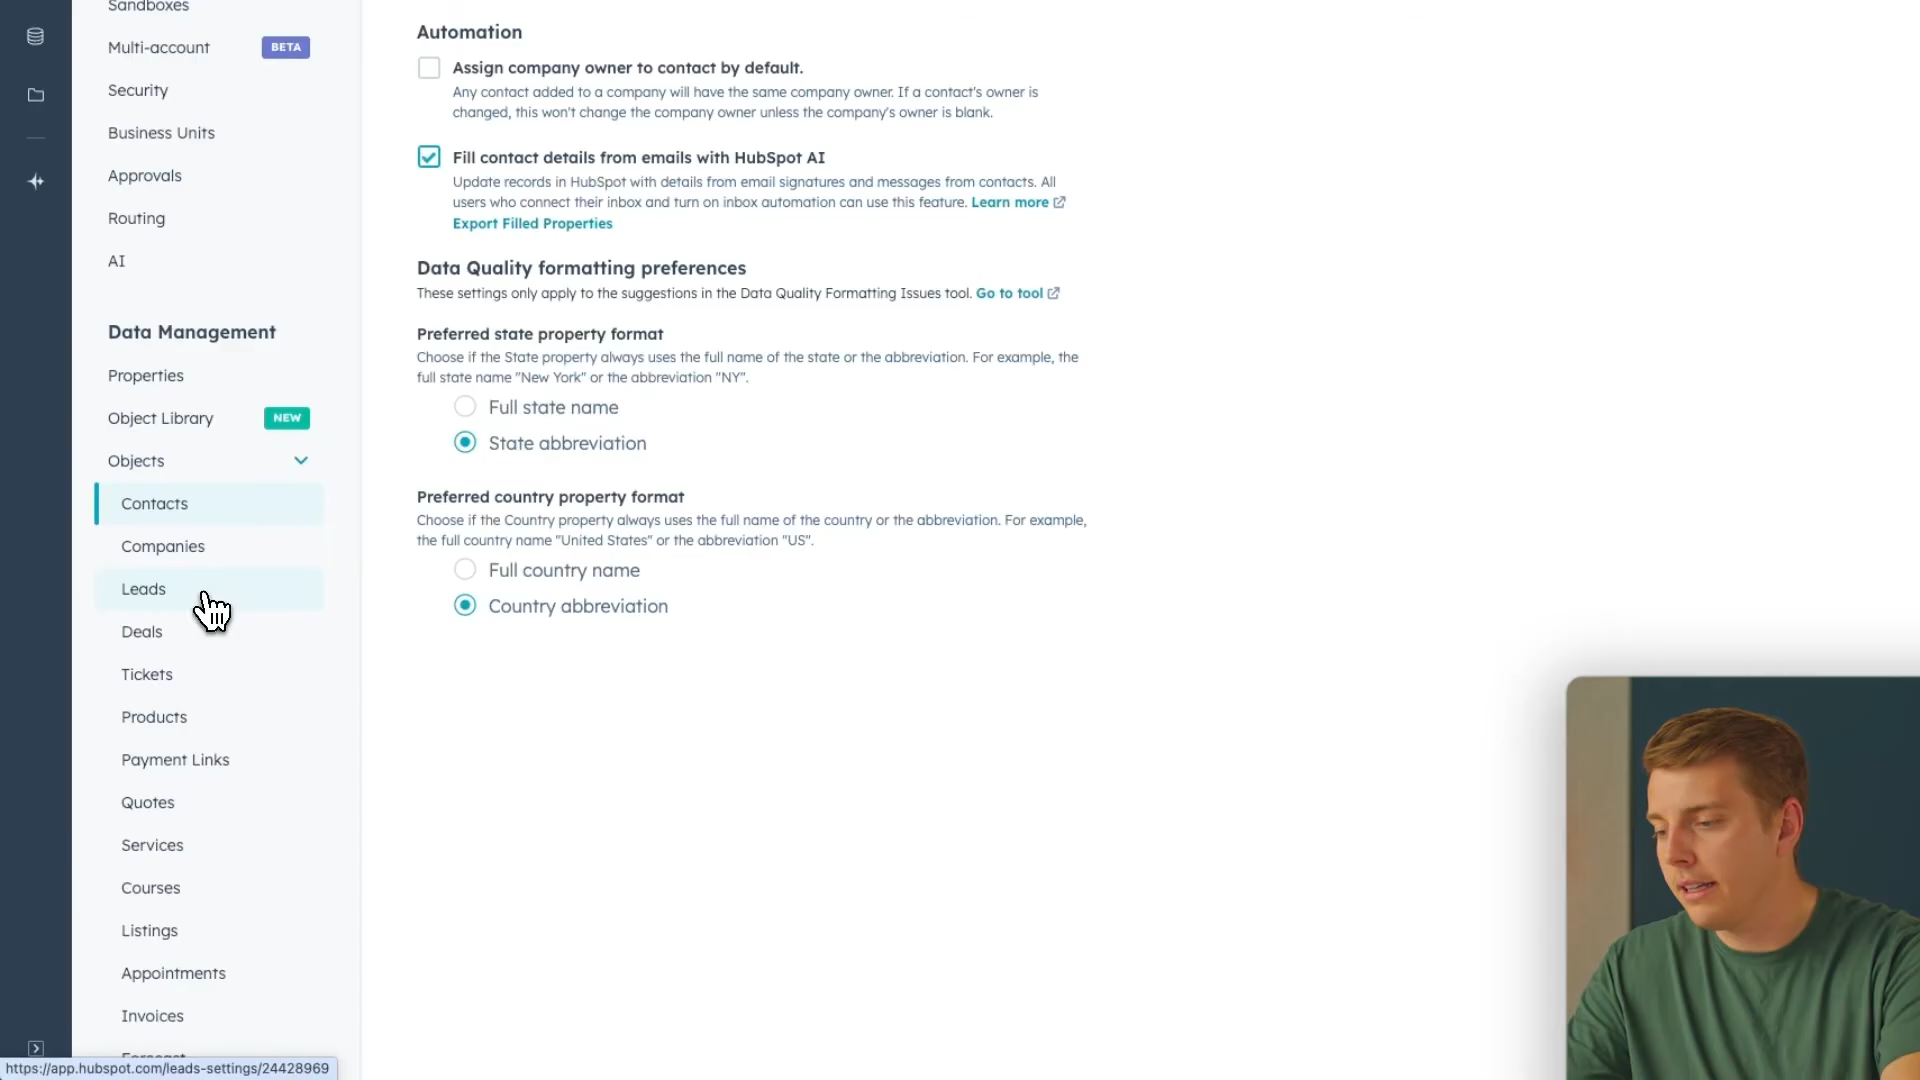 Sandboxes
Multi-account BETA
Security
Business Units
Approvals
Routing
AI
Data Management
Properties
Object Library NEW
Objects
Contacts
Companies
Leads
Deals
Tickets
Products
Payment Links
Quotes
Services
Courses
Listings
Appointments
Invoices
Forecast
https://app.hubspot.com/leads-settings/24428969
Automation
Assign company owner to contact by default.
Any contact added to a company will have the same company owner. If a contact's owner is
changed, this won't change the company owner unless the company's owner is blank.
Fill contact details from emails with HubSpot AI
Update records in HubSpot with details from email signatures and messages from contacts. All
users who connect their inbox and turn on inbox automation can use this feature. Learn more
Export Filled Properties
Data Quality formatting preferences
These settings only apply to the suggestions in the Data Quality Formatting Issues tool. Go to tool
Preferred state property format
Choose if the State property always uses the full name of the state or the abbreviation. For example, the
full state name "New York" or the abbreviation "NY".
Full state name
State abbreviation
Preferred country property format
Choose if the Country property always uses the full name of the country or the abbreviation. For example,
the full country name "United States" or the abbreviation "US".
Full country name
Country abbreviation